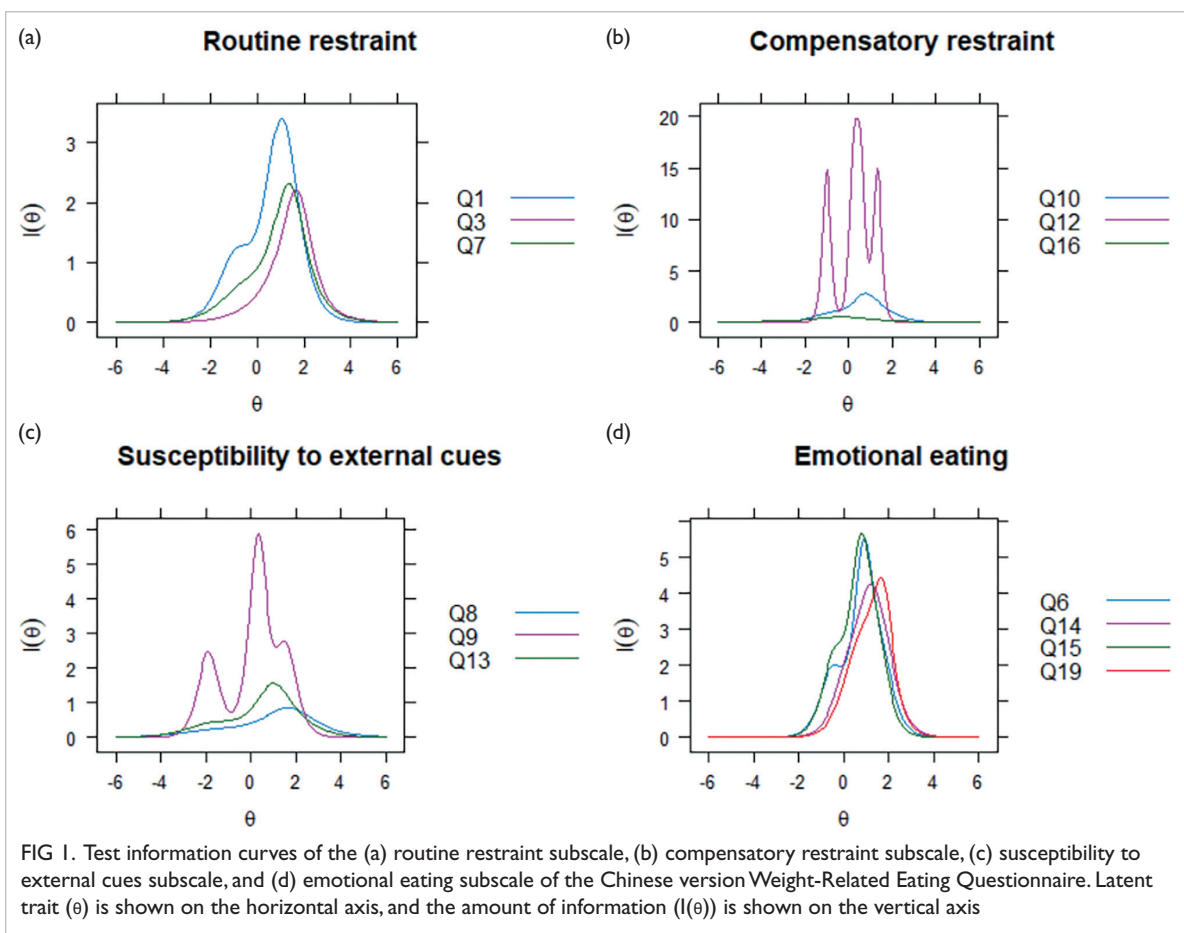 (a)
Routine restraint
3
2
1
0
I(θ)
-6 -4 -2 0 2 4 6
θ
Q1
Q3
Q7
(b)
Compensatory restraint
20
15
10
5
0
I(θ)
-6 -4 -2 0 2 4 6
θ
Q10
Q12
Q16
(c)
Susceptibility to external cues
6
5
4
3
2
1
0
I(θ)
-6 -4 -2 0 2 4 6
θ
Q8
Q9
Q13
(d)
Emotional eating
5
4
3
2
1
0
I(θ)
-6 -4 -2 0 2 4 6
θ
Q6
Q14
Q15
Q19
FIG 1. Test information curves of the (a) routine restraint subscale, (b) compensatory restraint subscale, (c) susceptibility to
external cues subscale, and (d) emotional eating subscale of the Chinese version Weight-Related Eating Questionnaire. Latent
trait (θ) is shown on the horizontal axis, and the amount of information (I(θ)) is shown on the vertical axis